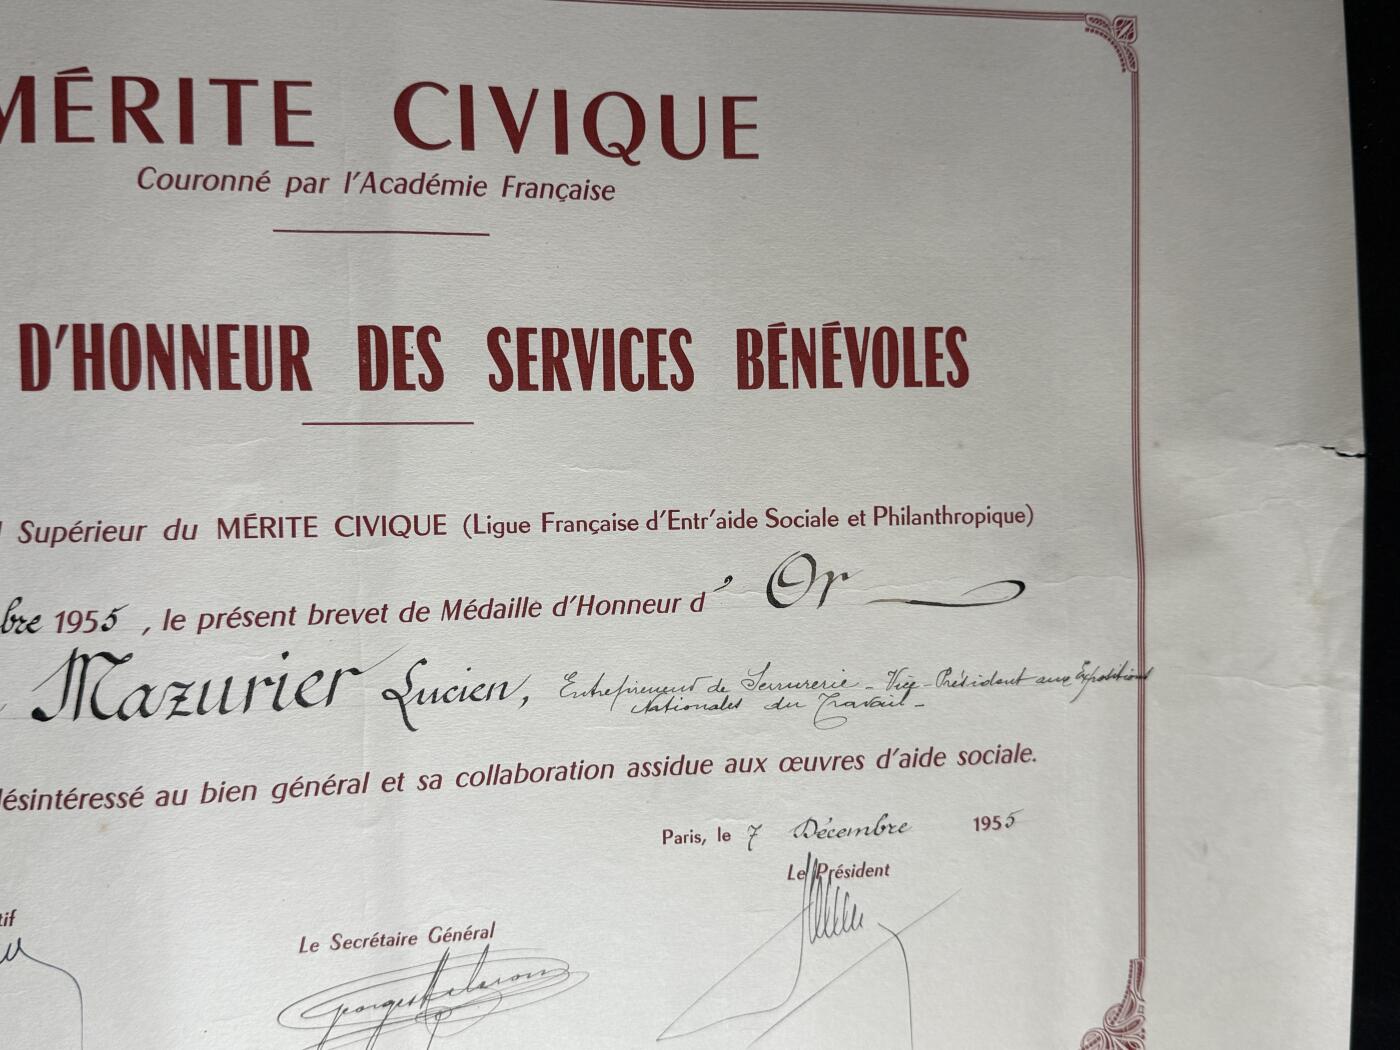 MÉRITE CIVIQUE
Couronné par l'Académie Française
D'HONNEUR DES SERVICES BÉNÉVOLES
Supérieur du MÉRITE CIVIQUE (Ligue Française d'Entr'aide Sociale et Philanthropique)
bre 1955, le présent brevet de Médaille d'Honneur d'Or
Mazurier Lucien, Entrepreneur de Serrurerie - Vice-Président aux Expositions
Nationales du Travail -
désintéressé au bien général et sa collaboration assidue aux œuvres d'aide sociale.
Paris, le 7 Décembre 1955
Le Président
tif
Le Secrétaire Général